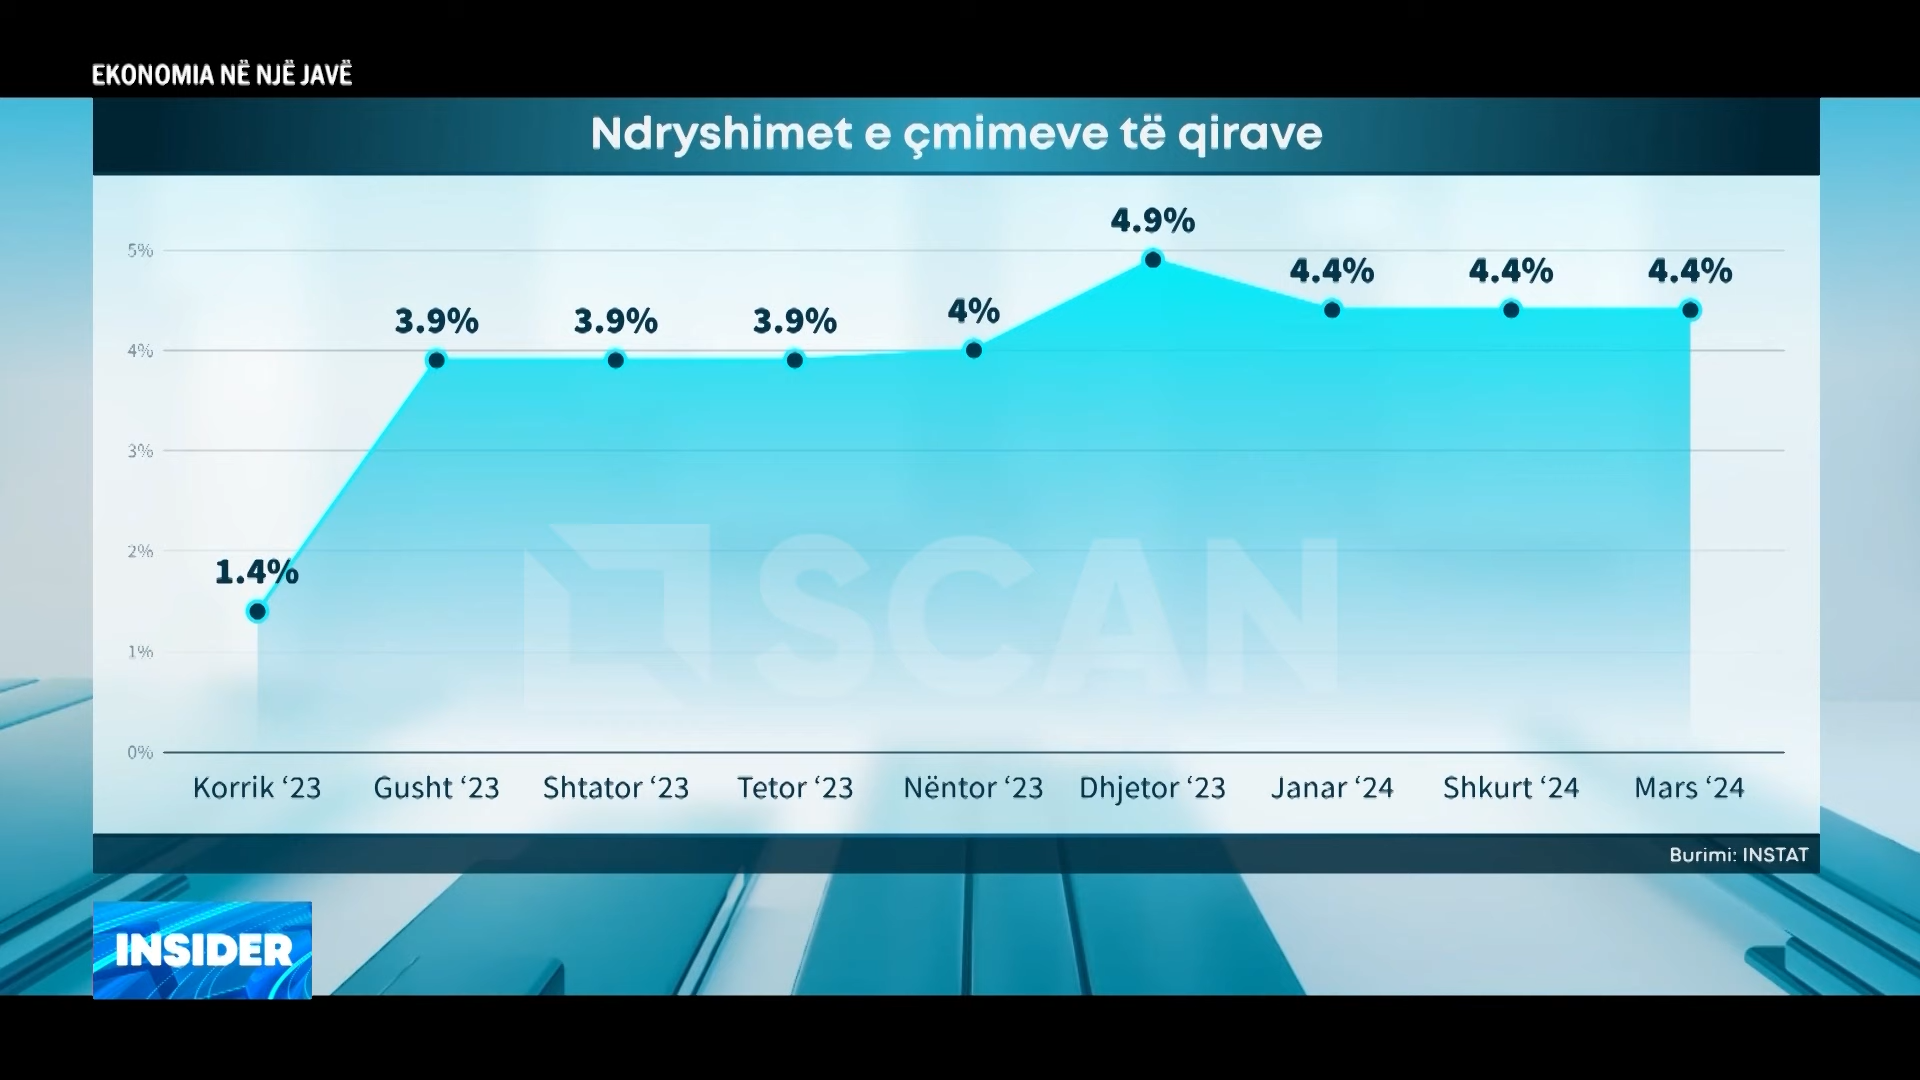 EKONOMIA NË NJË JAVË
Ndryshimet e çmimeve të qirave
4.9%
5%
4.4% 4.4% 4.4%
3.9% 3.9% 3.9% 4%
4%
3%
2%
1.4%
SCAN
1%
0%
Korrik ‘23 Gusht ‘23 Shtator ‘23 Tetor ‘23 Nëntor ‘23 Dhjetor ‘23 Janar ‘24 Shkurt ‘24 Mars ‘24
Burimi: INSTAT
INSIDER